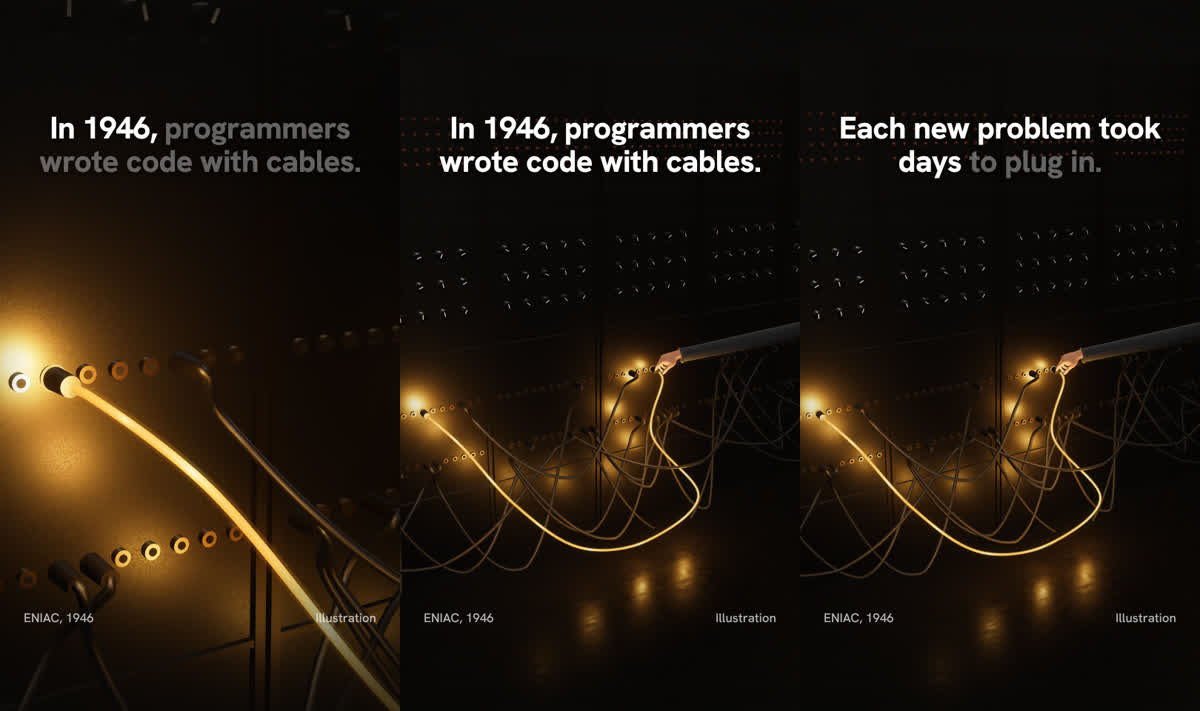 In 1946, programmers
wrote code with cables.
ENIAC, 1946
Illustration
In 1946, programmers
wrote code with cables.
ENIAC, 1946
Illustration
Each new problem took
days to plug in.
ENIAC, 1946
Illustration